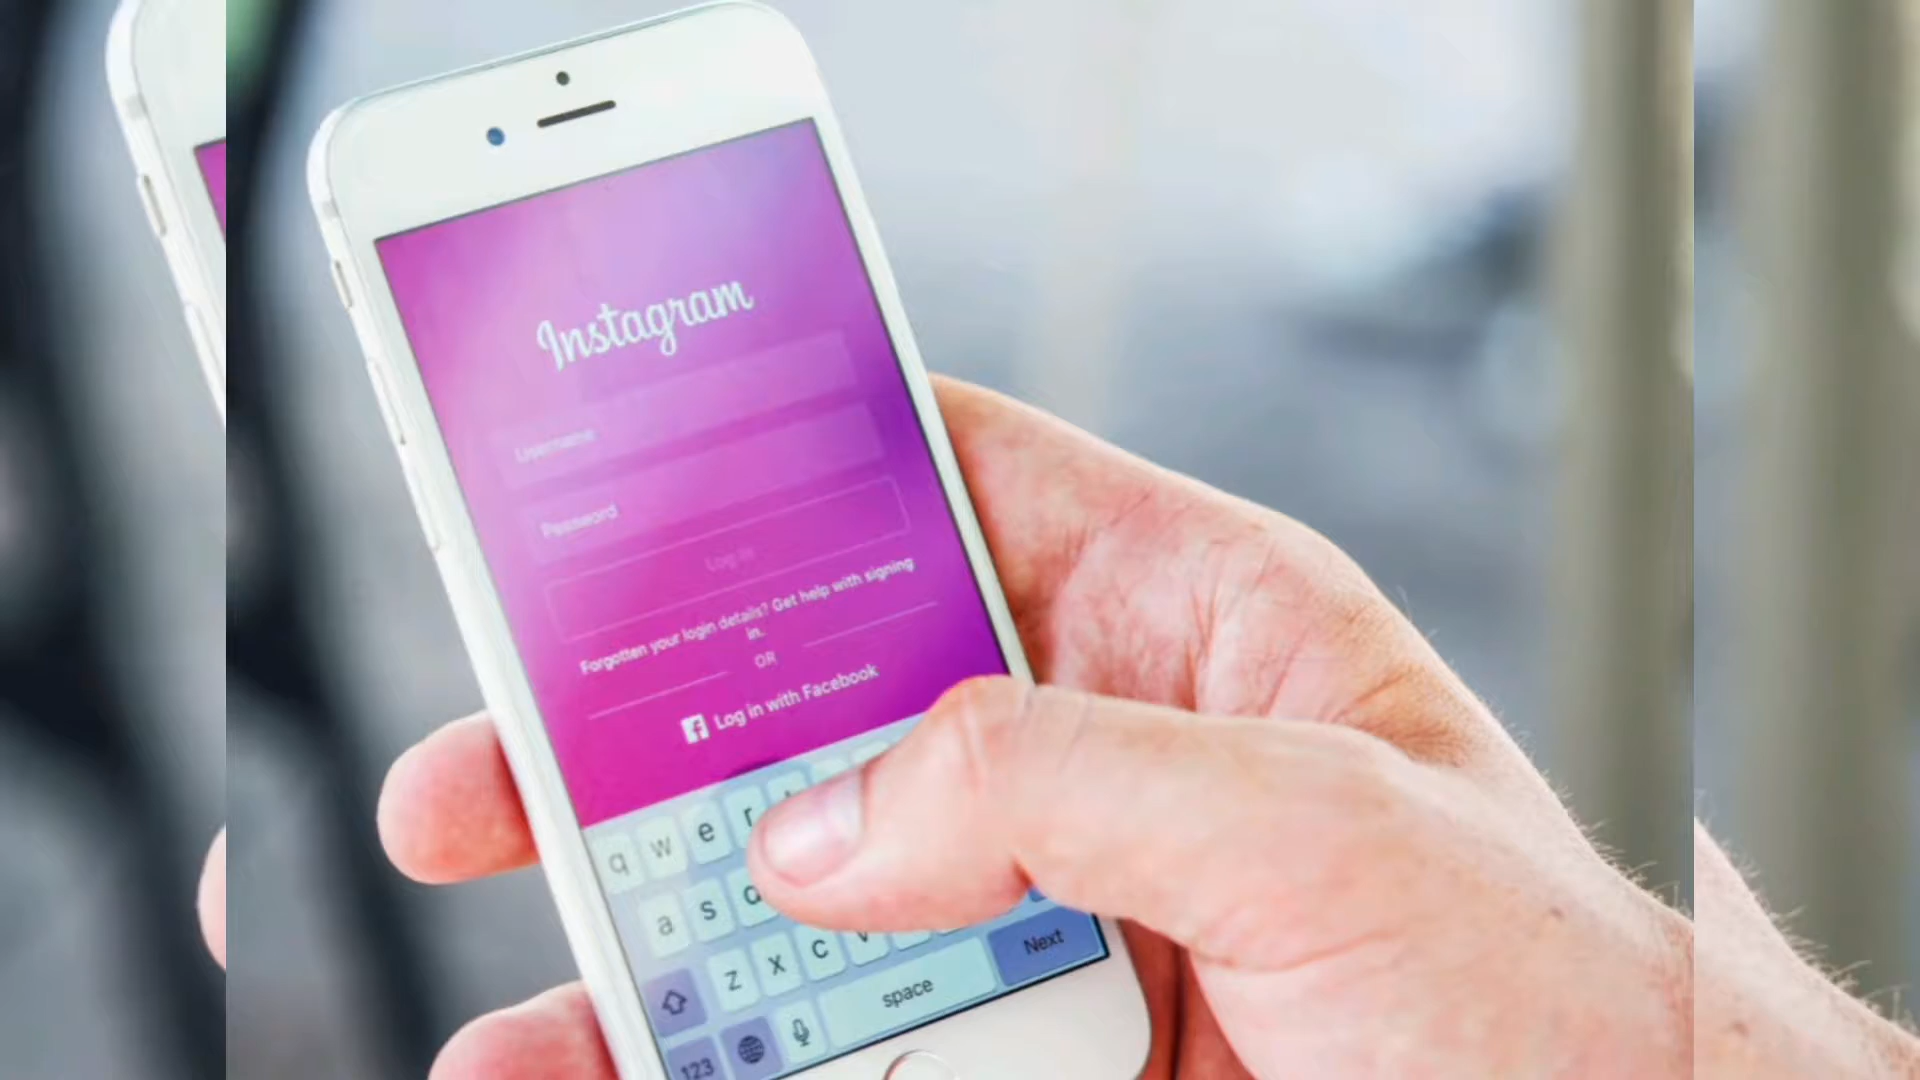 Instagram
Username
Password
Log in
Forgotten your login details? Get help with signing
in.
OR
f Log in with Facebook
q w e r
a s d
z x c v
Next
space
123